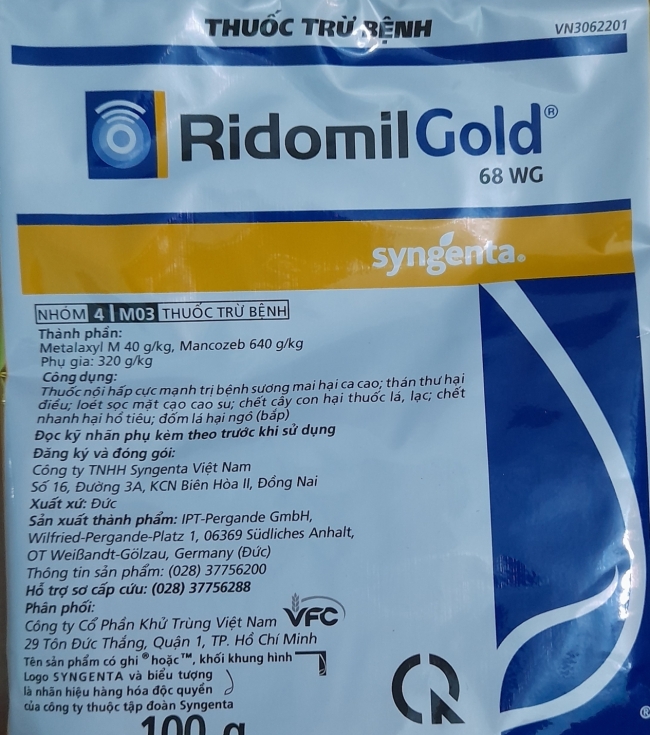 THUỐC TRỪ BỆNH
VN3062201
RidomilGold®
68 WG
syngenta.
NHÓM 4 M03 THUỐC TRỪ BỆNH
Thành phần:
Metalaxyl M 40 g/kg, Mancozeb 640 g/kg
Phụ gia: 320 g/kg
Công dụng:
Thuốc nội hấp cực mạnh trị bệnh sương mai hại ca cao; thán thư hại
điều; loét sọc mặt cạo cao su; chết cây con hại thuốc lá, lạc; chết
nhanh hại hồ tiêu; đốm lá hại ngô (bắp)
Đọc kỹ nhãn phụ kèm theo trước khi sử dụng
Đăng ký và đóng gói:
Công ty TNHH Syngenta Việt Nam
Số 16, Đường 3A, KCN Biên Hòa II, Đồng Nai
Xuất xứ: Đức
Sản xuất thành phẩm: IPT-Pergande GmbH,
Wilfried-Pergande-Platz 1, 06369 Südliches Anhalt,
OT Weißandt-Gölzau, Germany (Đức)
Thông tin sản phẩm: (028) 37756200
Hỗ trợ sơ cấp cứu: (028) 37756288
Phân phối:
Công ty Cổ Phần Khử Trùng Việt Nam VFC
29 Tôn Đức Thắng, Quận 1, TP. Hồ Chí Minh
Tên sản phẩm có ghi ® hoặc ™, khối khung hình
Logo SYNGENTA và biểu tượng
là nhãn hiệu hàng hóa độc quyền
của công ty thuộc tập đoàn Syngenta
CR
®
100 g